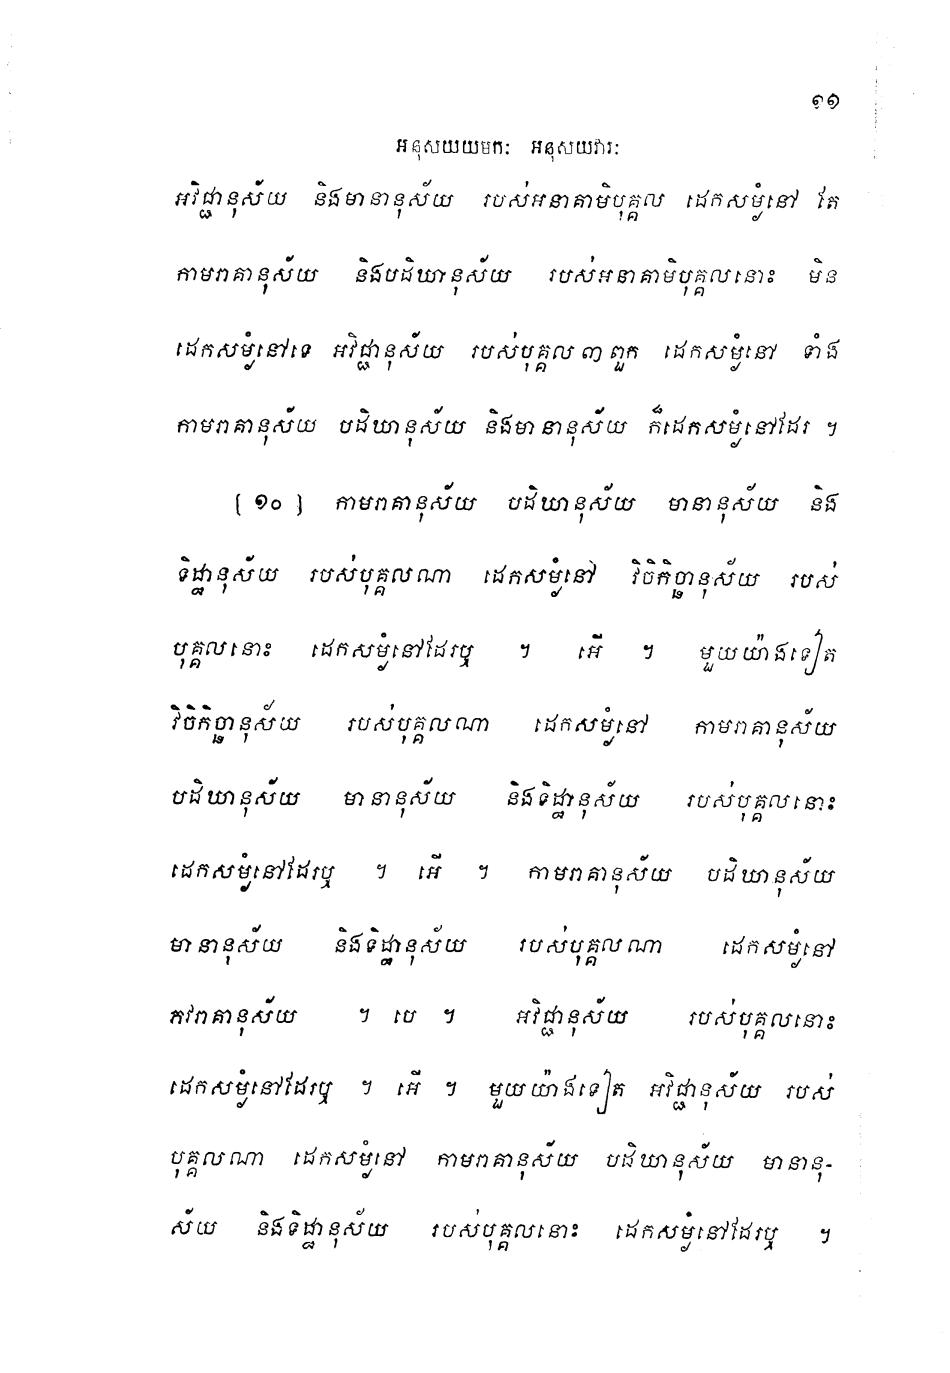 ១១
អនុសយយមកៈ អនុសយវារៈ
អវិជ្ជានុស័យ និងមានានុស័យ របស់អនាគាមិបុគ្គល ដេកសម្ងំនៅ តែ
កាមរាគានុស័យ និងបដិឃានុស័យ របស់អនាគាមិបុគ្គលនោះ មិន
ដេកសម្ងំនៅទេ អវិជ្ជានុស័យ របស់បុគ្គល ៣ ពួក ដេកសម្ងំនៅ ទាំង
កាមរាគានុស័យ បដិឃានុស័យ និងមានានុស័យ ក៏ដេកសម្ងំនៅដែរ ។
[ ១០ ] កាមរាគានុស័យ បដិឃានុស័យ មានានុស័យ និង
ទិដ្ឋានុស័យ របស់បុគ្គលណា ដេកសម្ងំនៅ វិចិកិច្ឆានុស័យ របស់
បុគ្គលនោះ ដេកសម្ងំនៅដែរឬ ។ អើ ។ មួយយ៉ាងទៀត
វិចិកិច្ឆានុស័យ របស់បុគ្គលណា ដេកសម្ងំនៅ កាមរាគានុស័យ
បដិឃានុស័យ មានានុស័យ និងទិដ្ឋានុស័យ របស់បុគ្គលនោះ
ដេកសម្ងំនៅដែរឬ ។ អើ ។ កាមរាគានុស័យ បដិឃានុស័យ
មានានុស័យ និងទិដ្ឋានុស័យ របស់បុគ្គលណា ដេកសម្ងំនៅ
ភវរាគានុស័យ ។ បេ ។ អវិជ្ជានុស័យ របស់បុគ្គលនោះ
ដេកសម្ងំនៅដែរឬ ។ អើ ។ មួយយ៉ាងទៀត អវិជ្ជានុស័យ របស់
បុគ្គលណា ដេកសម្ងំនៅ កាមរាគានុស័យ បដិឃានុស័យ មានានុ-
ស័យ និងទិដ្ឋានុស័យ របស់បុគ្គលនោះ ដេកសម្ងំនៅដែរឬ ។